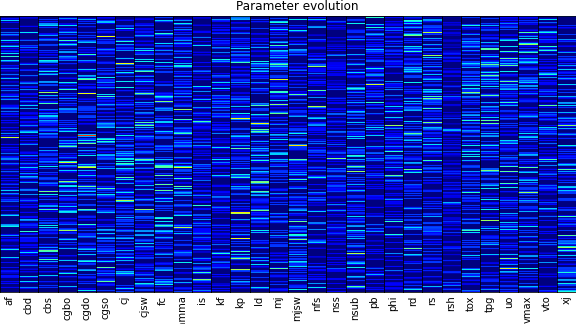 Parameter evolution
af
cbd
cbs
cgbo
cgdo
cgso
cj
cjsw
fc
mma
is
kf
kp
ld
mj
mjsw
nfs
nss
nsub
pb
phi
rd
rs
rsh
tox
tpg
uo
vmax
vto
xj